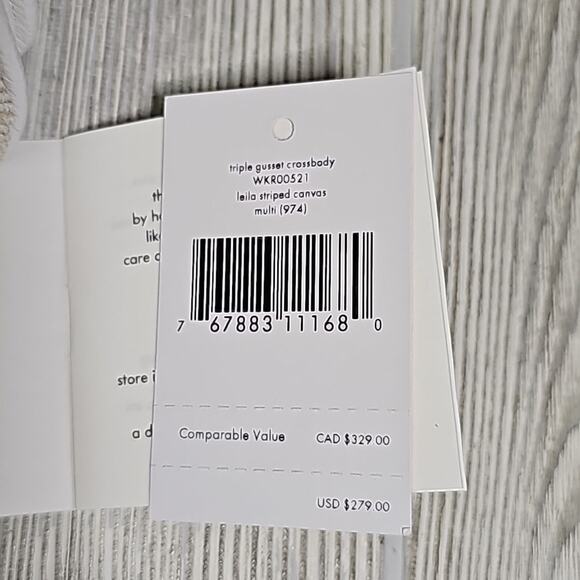 triple gusset crossbody
WKR00521
leila striped canvas
multi (974)
7 67883 11168 0
Comparable Value CAD $329.00
USD $279.00
th
by h
lik
care
store i
a d